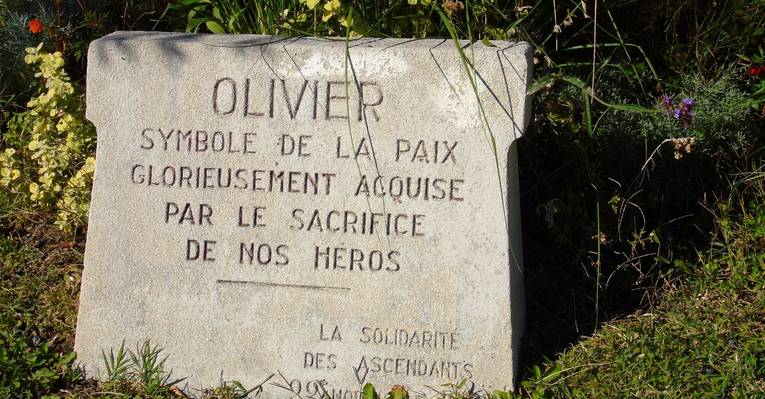 OLIVIER
SYMBOLE DE LA PAIX
GLORIEUSEMENT ACQUISE
PAR LE SACRIFICE
DE NOS HEROS
LA SOLIDARITE
DES ASCENDANTS